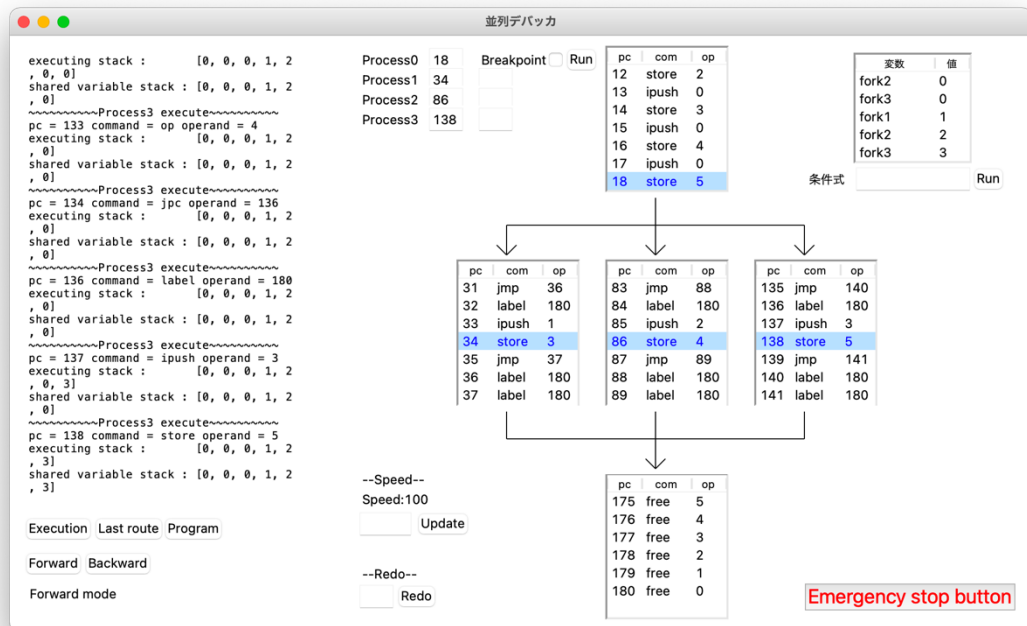 並列デバッカ
executing stack :       [0, 0, 0, 1, 2
, 0, 0]
shared variable stack : [0, 0, 0, 1, 2
, 0]
~~~~~~~~~~Process3 execute~~~~~~~~~~
pc = 133 command = op operand = 4
executing stack :       [0, 0, 0, 1, 2
, 0]
shared variable stack : [0, 0, 0, 1, 2
, 0]
~~~~~~~~~~Process3 execute~~~~~~~~~~
pc = 134 command = jpc operand = 136
executing stack :       [0, 0, 0, 1, 2
, 0]
shared variable stack : [0, 0, 0, 1, 2
, 0]
~~~~~~~~~~Process3 execute~~~~~~~~~~
pc = 136 command = label operand = 180
executing stack :       [0, 0, 0, 1, 2
, 0]
shared variable stack : [0, 0, 0, 1, 2
, 0]
~~~~~~~~~~Process3 execute~~~~~~~~~~
pc = 137 command = ipush operand = 3
executing stack :       [0, 0, 0, 1, 2
, 0, 3]
shared variable stack : [0, 0, 0, 1, 2
, 0]
~~~~~~~~~~Process3 execute~~~~~~~~~~
pc = 138 command = store operand = 5
executing stack :       [0, 0, 0, 1, 2
, 3]
shared variable stack : [0, 0, 0, 1, 2
, 3]
Execution Last route Program
Forward Backward
Forward mode
Process0 18 Breakpoint Run
Process1 34
Process2 86
Process3 138
pc com op
12 store 2
13 ipush 0
14 store 3
15 ipush 0
16 store 4
17 ipush 0
18 store 5
変数 値
fork2 0
fork3 0
fork1 1
fork2 2
fork3 3
条件式 Run
pc com op
31 jmp 36
32 label 180
33 ipush 1
34 store 3
35 jmp 37
36 label 180
37 label 180
pc com op
83 jmp 88
84 label 180
85 ipush 2
86 store 4
87 jmp 89
88 label 180
89 label 180
pc com op
135 jmp 140
136 label 180
137 ipush 3
138 store 5
139 jmp 141
140 label 180
141 label 180
--Speed--
Speed:100
Update
--Redo--
Redo
pc com op
175 free 5
176 free 4
177 free 3
178 free 2
179 free 1
180 free 0
Emergency stop button